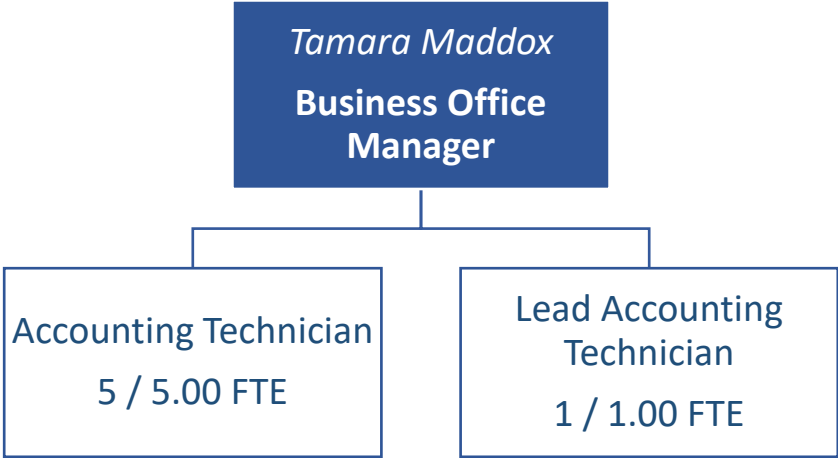 Tamara Maddox
Business Office
Manager
Accounting Technician
5 / 5.00 FTE
Lead Accounting
Technician
1 / 1.00 FTE